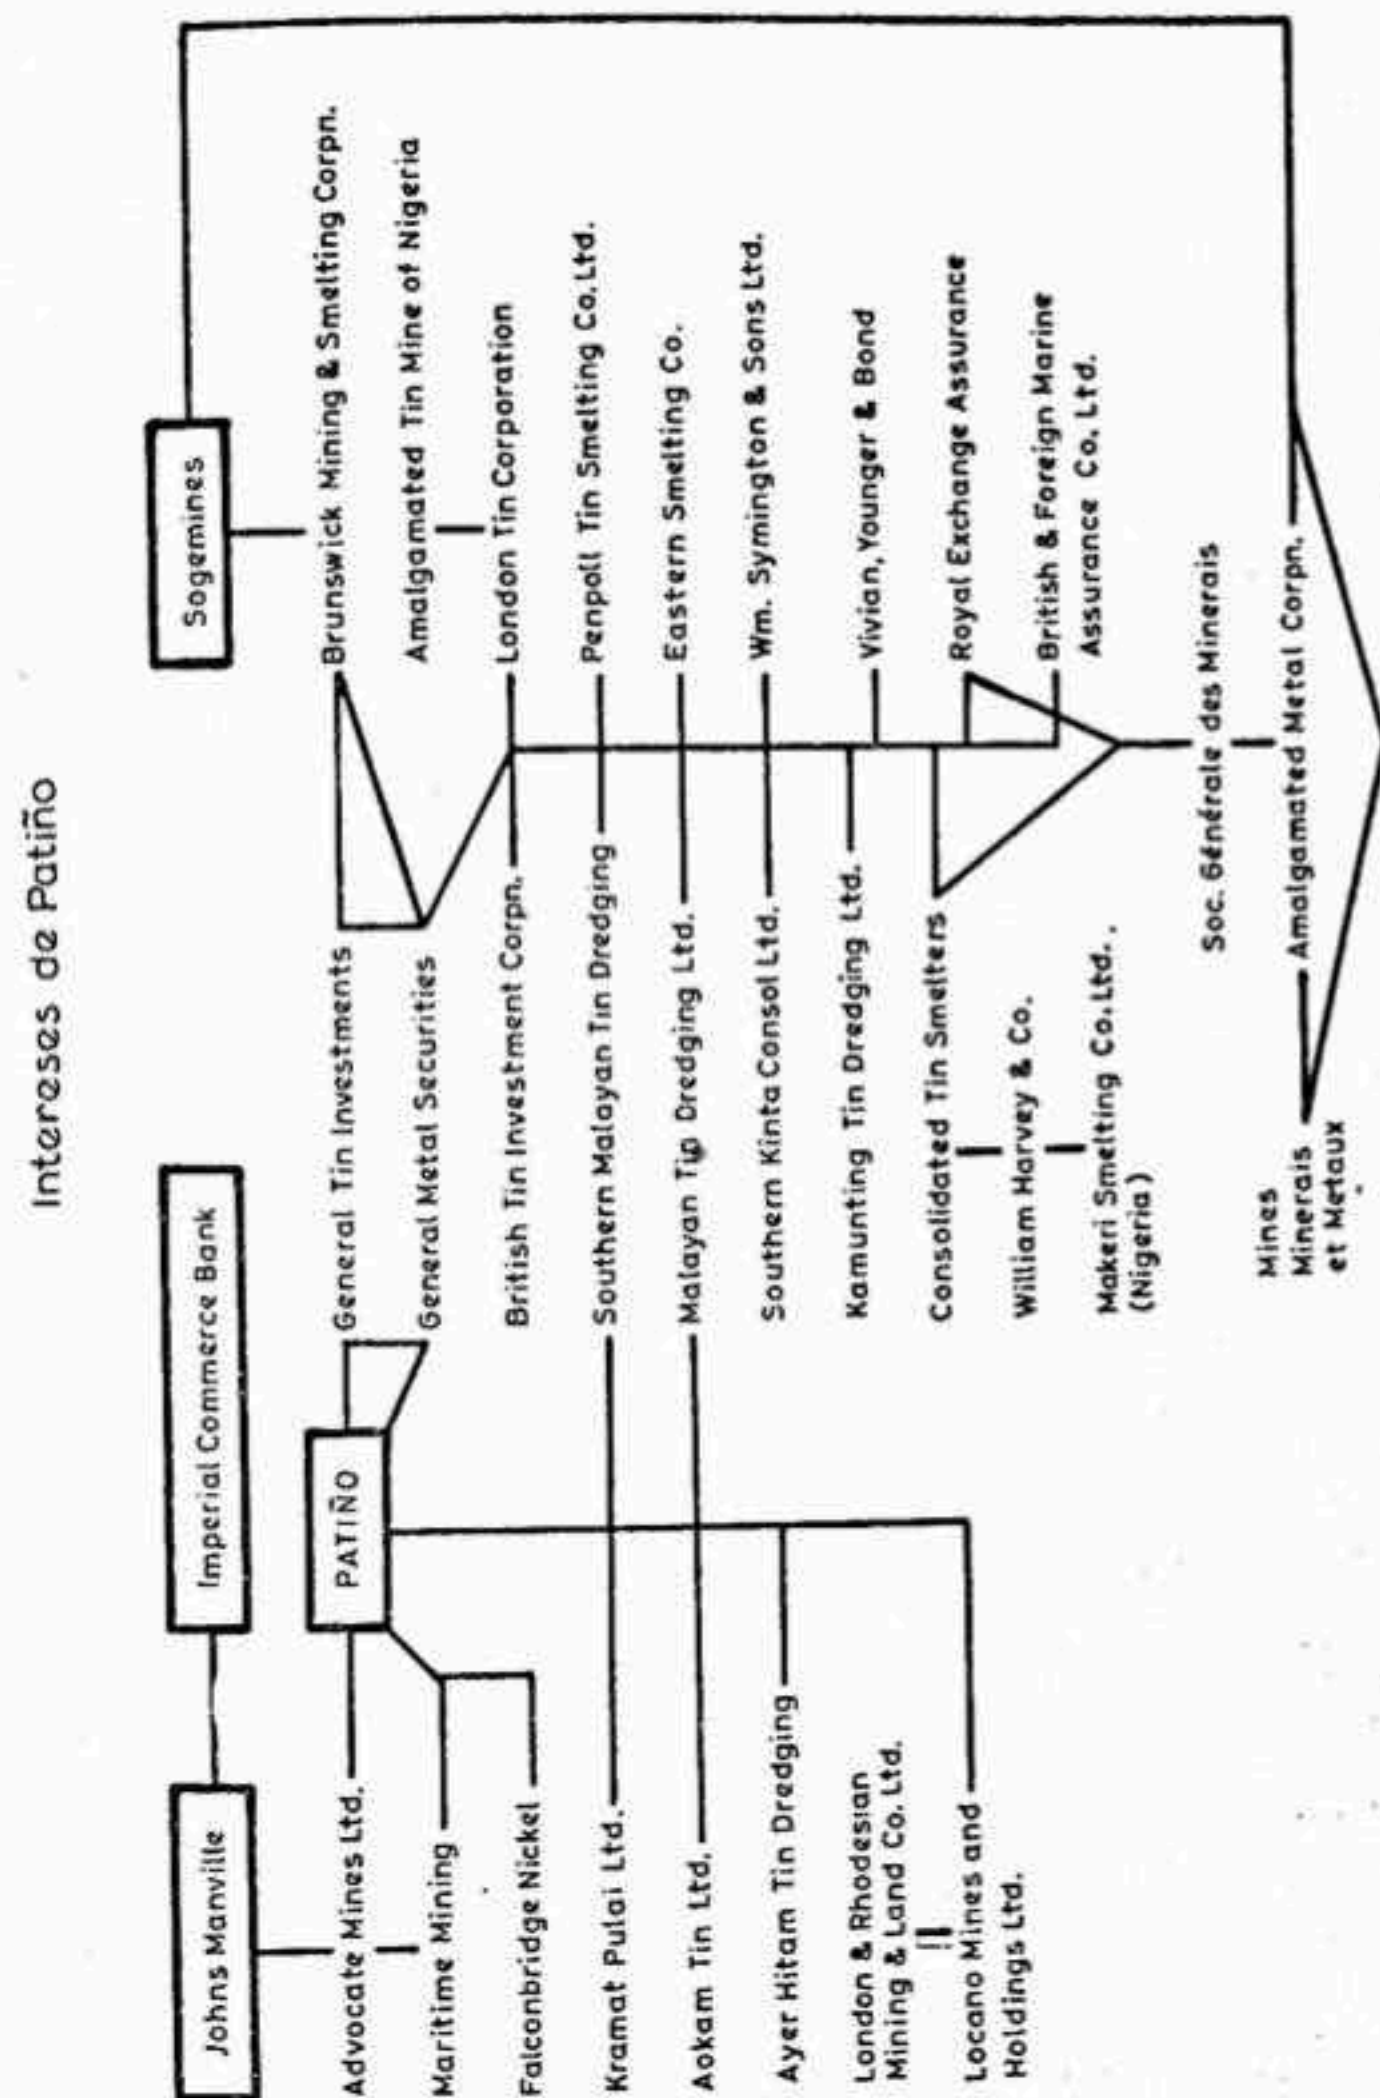 Intereses de Patiño
Johns Manville
Imperial Commerce Bank
Sogemines
Advocate Mines Ltd.
PATIÑO
General Tin Investments
Brunswick Mining & Smelting Corpn.
Maritime Mining
General Metal Securities
Amalgamated Tin Mine of Nigeria
Falconbridge Nickel
British Tin Investment Corpn.
London Tin Corporation
Kramat Pulai Ltd.
Southern Malayan Tin Dredging
Penpoll Tin Smelting Co. Ltd.
Aokam Tin Ltd.
Malayan Tin Dredging Ltd.
Eastern Smelting Co.
Ayer Hitam Tin Dredging
Southern Kinta Consol Ltd.
Wm. Symington & Sons Ltd.
London & Rhodesian
Mining & Land Co. Ltd.
Kamunting Tin Dredging Ltd.
Vivian, Younger & Bond
Locano Mines and
Holdings Ltd.
Consolidated Tin Smelters
Royal Exchange Assurance
William Harvey & Co.
British & Foreign Marine
Assurance Co. Ltd.
Makeri Smelting Co. Ltd..
(Nigeria)
Soc. Générale des Minerais
Mines
Minerais
et Metaux
Amalgamated Metal Corpn.